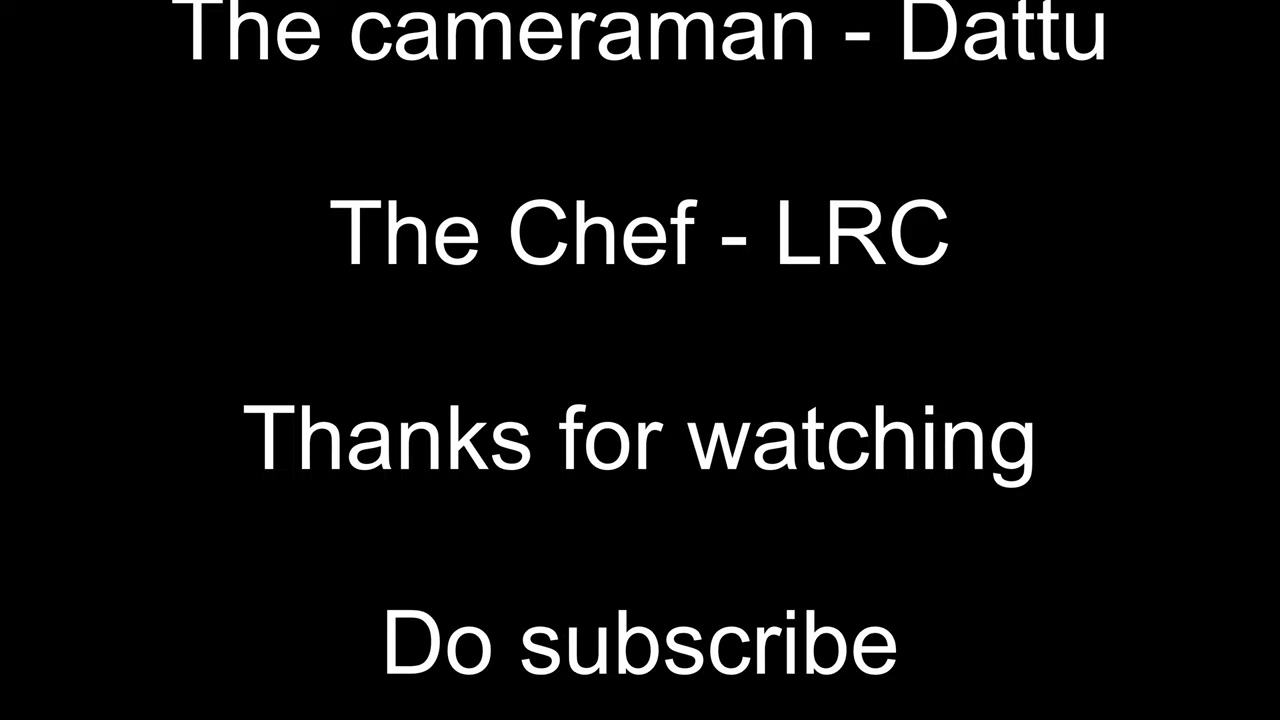 The cameraman - Dattu
The Chef - LRC
Thanks for watching
Do subscribe